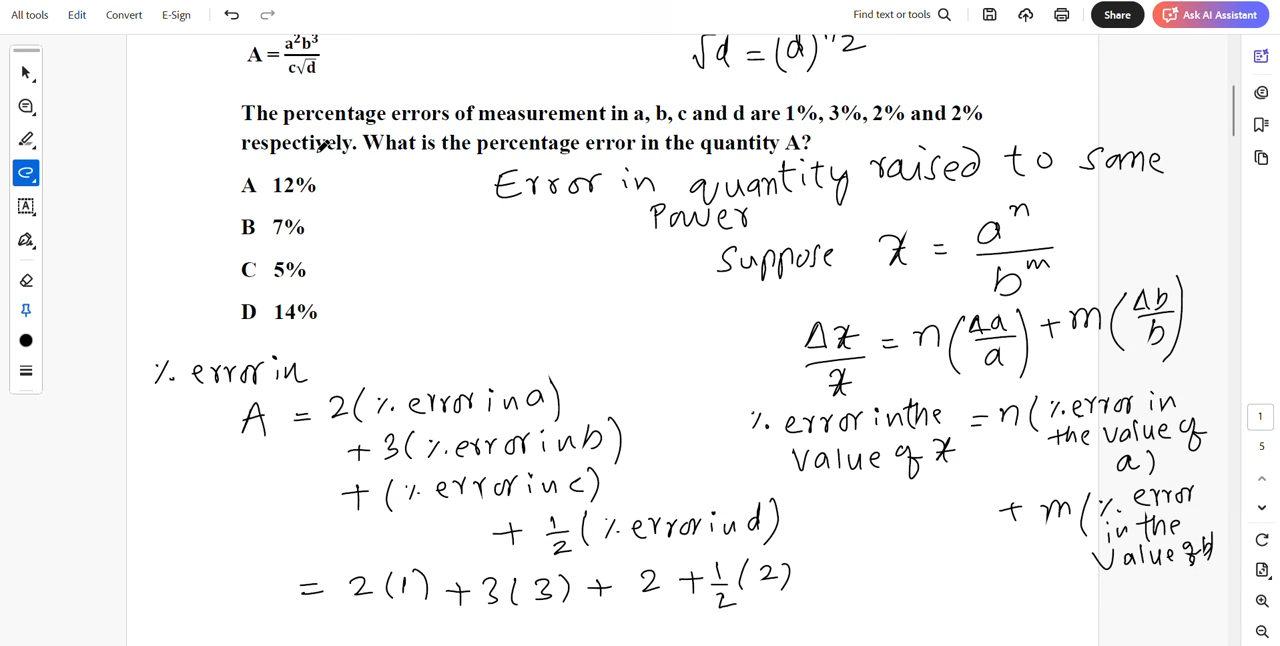 All tools Edit Convert E-Sign Find text or tools Share Ask AI Assistant
A = a²b³ / c√d
√d = (d)^1/2
The percentage errors of measurement in a, b, c and d are 1%, 3%, 2% and 2%
respectively. What is the percentage error in the quantity A?
A 12%
B 7%
C 5%
D 14%
Error in quantity raised to some
Power
Suppose x = a^n / b^m
Δx/x = n(Δa/a) + m(Δb/b)
% error in the value of x = n(% error in
the value of
a)
+ m(% error
in the
value of b)
% error in
A = 2(% error in a)
+ 3(% error in b)
+ (% error in c)
+ 1/2(% error in d)
= 2(1) + 3(3) + 2 + 1/2(2)
1
5